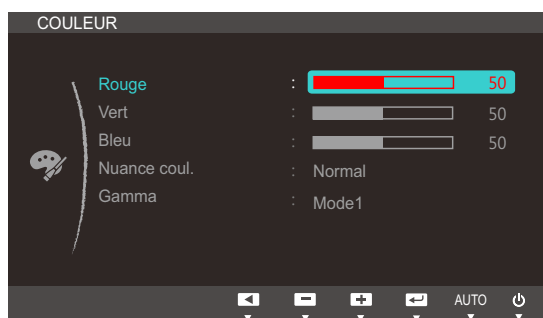 COULEUR
Rouge : 50
Vert : 50
Bleu : 50
Nuance coul. : Normal
Gamma : Mode1
AUTO